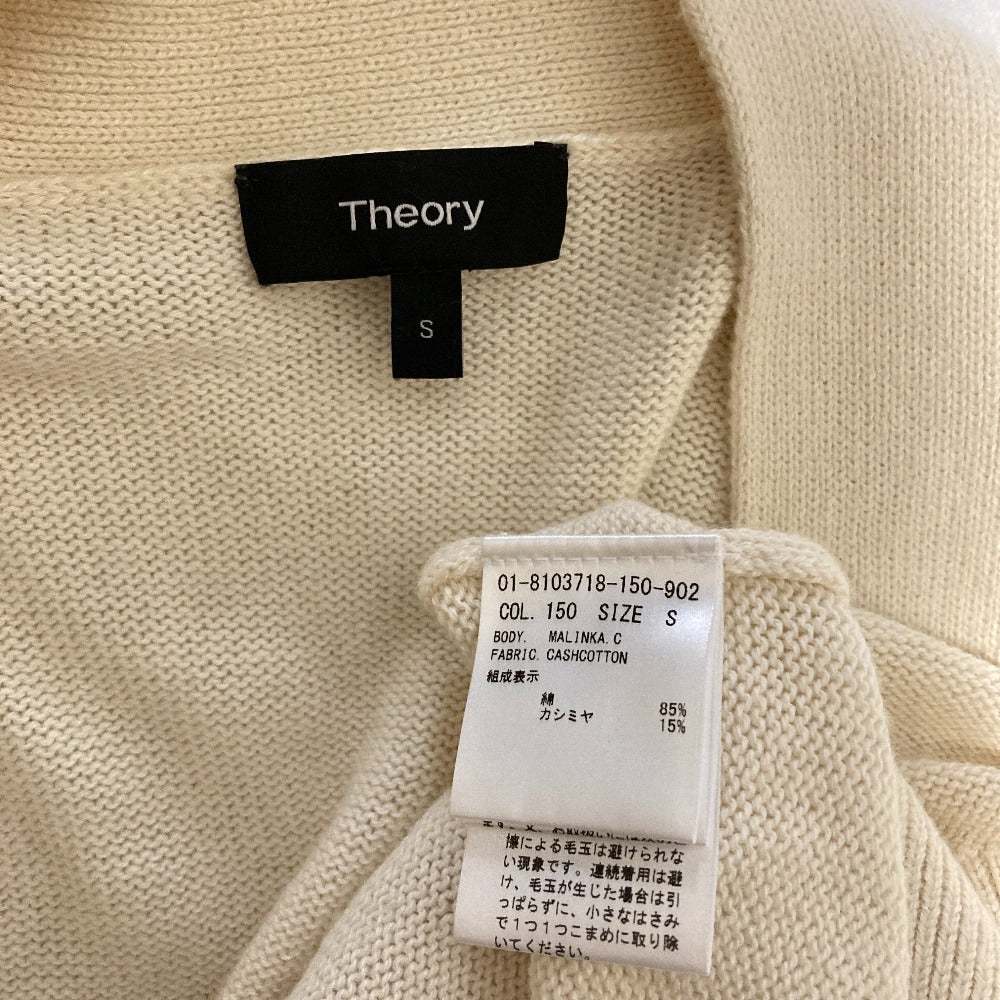 Theory
S
01-8103718-150-902
COL. 150 SIZE S
BODY. MALINKA.C
FABRIC. CASHCOTTON
組成表示
綿 85%
カシミヤ 15%
擦による毛玉は避けられな
い現象です。連続着用は避
け、毛玉が生じた場合は引
っぱらずに、小さなはさみ
で1つ1つこまめに取り除
いてください。